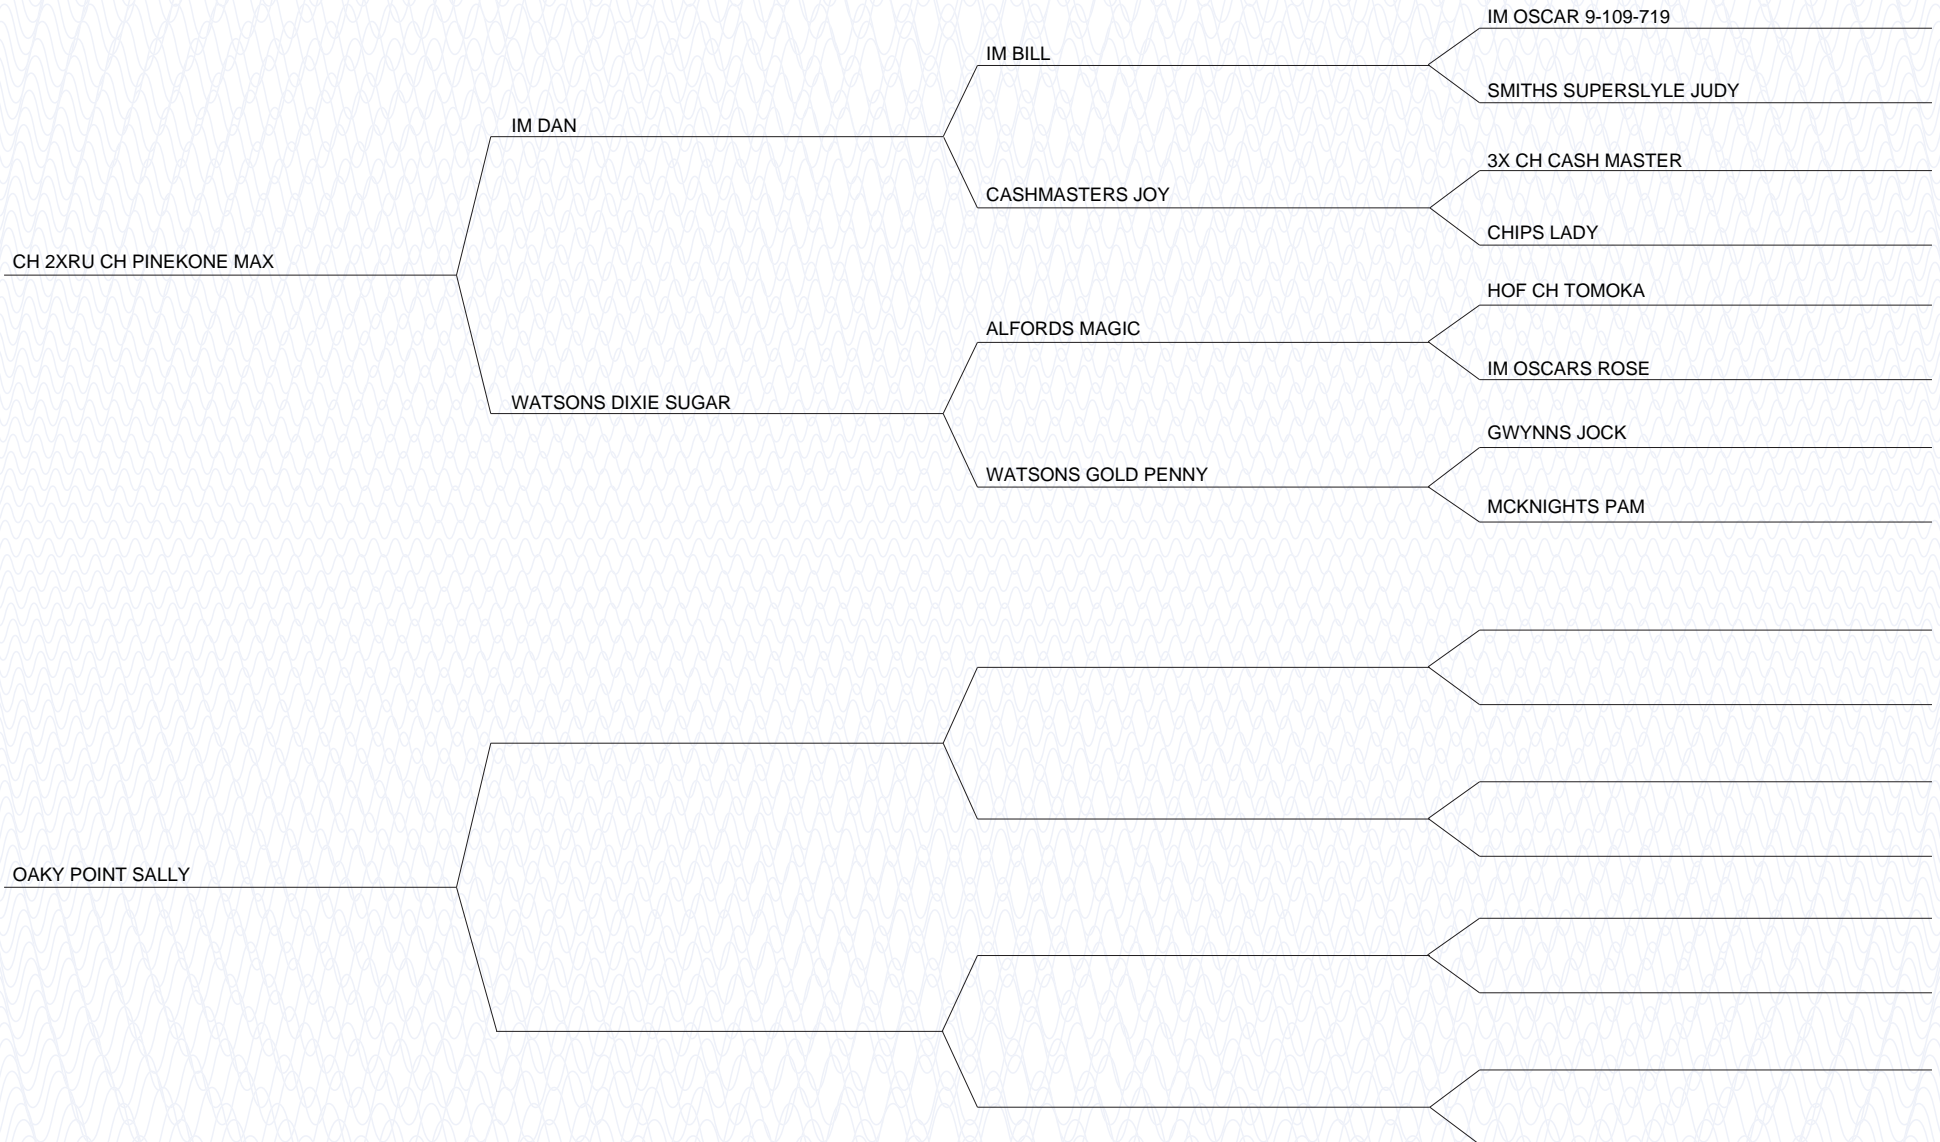 IM OSCAR 9-109-719
IM BILL
SMITHS SUPERSLYLE JUDY
IM DAN
3X CH CASH MASTER
CASHMASTERS JOY
CHIPS LADY
CH 2XRU CH PINEKONE MAX
HOF CH TOMOKA
ALFORDS MAGIC
IM OSCARS ROSE
WATSONS DIXIE SUGAR
GWYNNS JOCK
WATSONS GOLD PENNY
MCKNIGHTS PAM
OAKY POINT SALLY